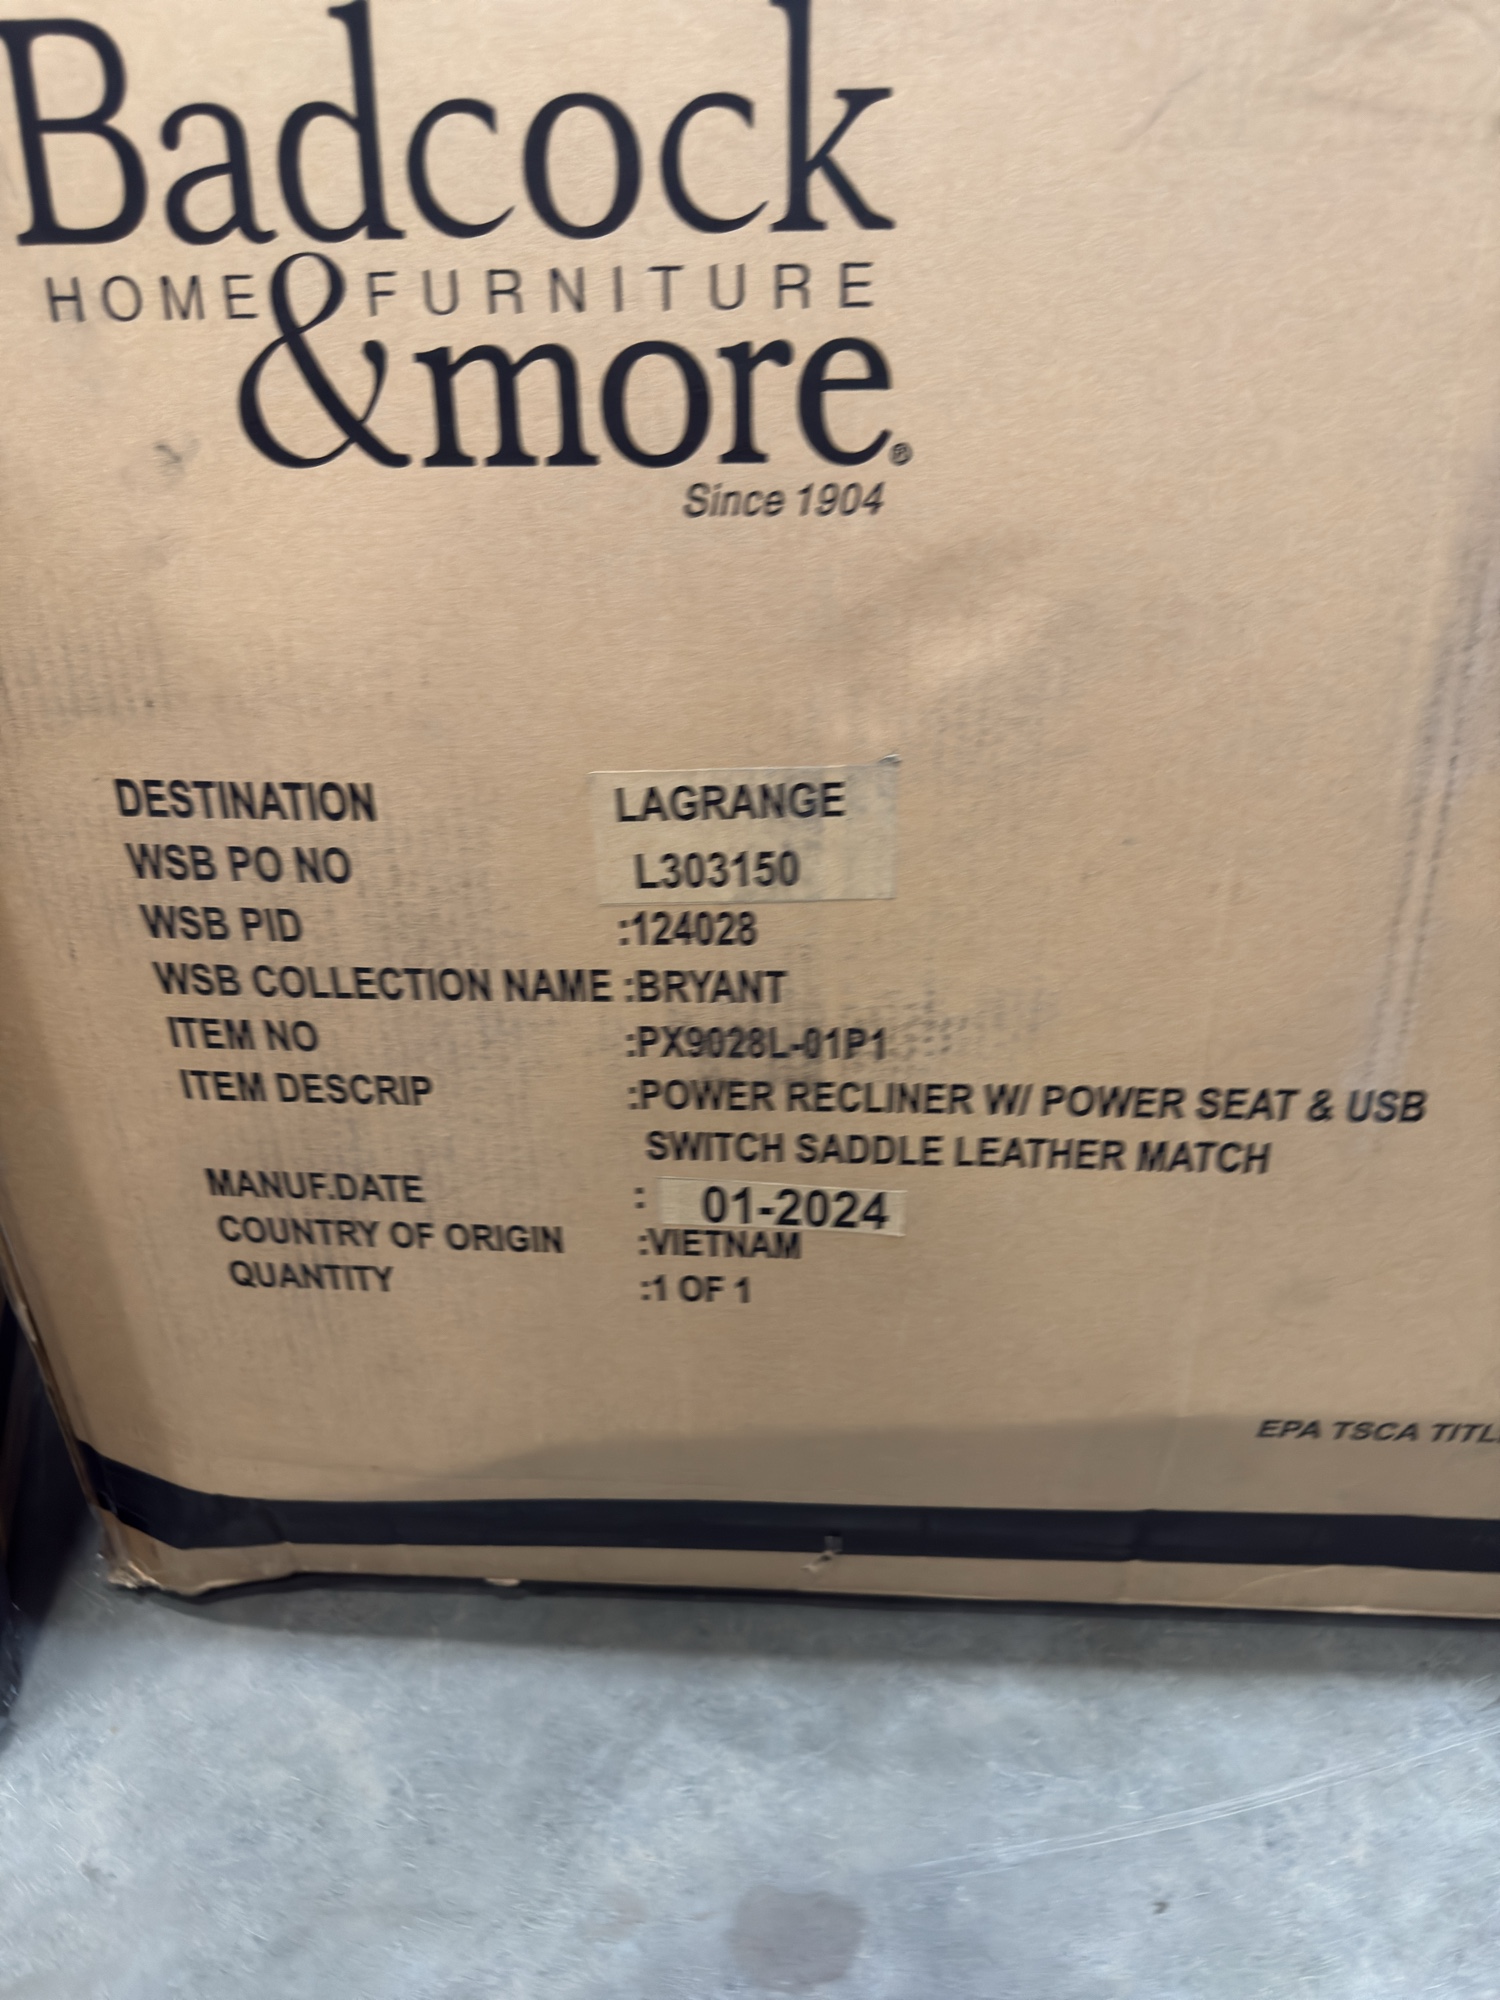 Badcock
HOME FURNITURE
&more®
Since 1904
DESTINATION LAGRANGE
WSB PO NO L303150
WSB PID :124028
WSB COLLECTION NAME :BRYANT
ITEM NO :PX9028L-01P1
ITEM DESCRIP :POWER RECLINER W/ POWER SEAT & USB
SWITCH SADDLE LEATHER MATCH
MANUF.DATE : 01-2024
COUNTRY OF ORIGIN :VIETNAM
QUANTITY :1 OF 1
EPA TSCA